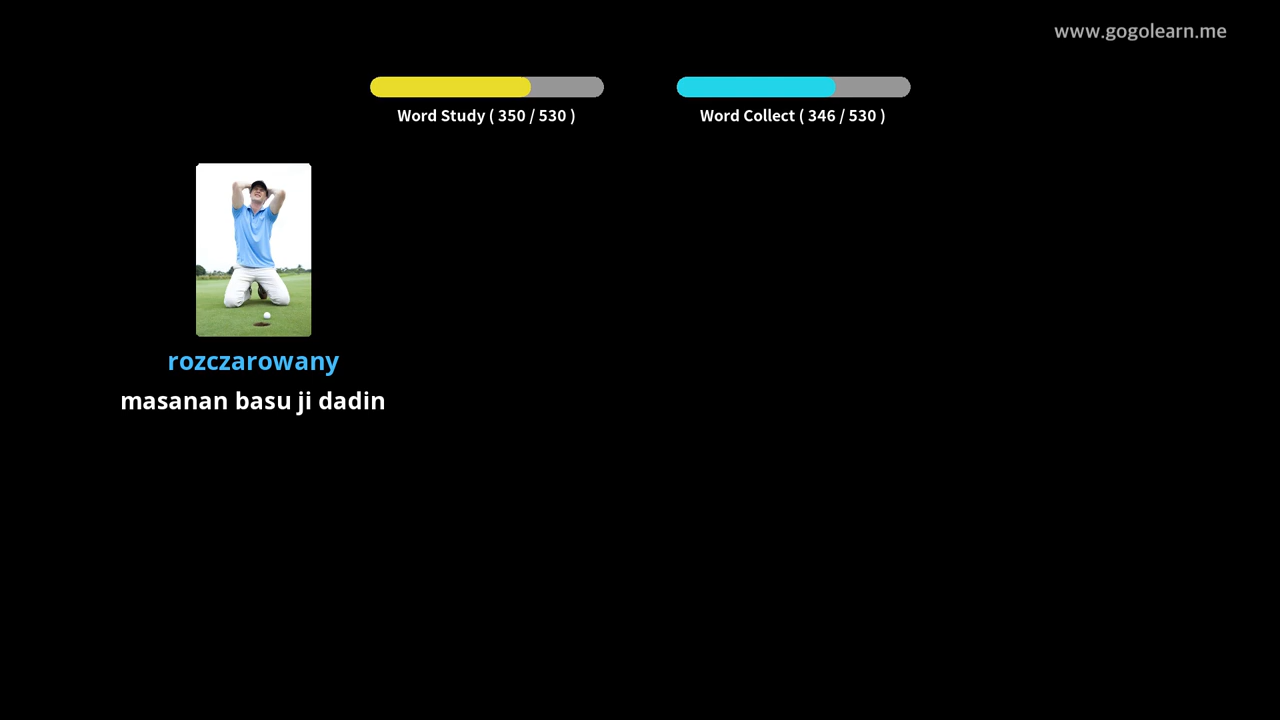 www.gogolearn.me
Word Study ( 350 / 530 )
Word Collect ( 346 / 530 )
rozczarowany
masanan basu ji dadin